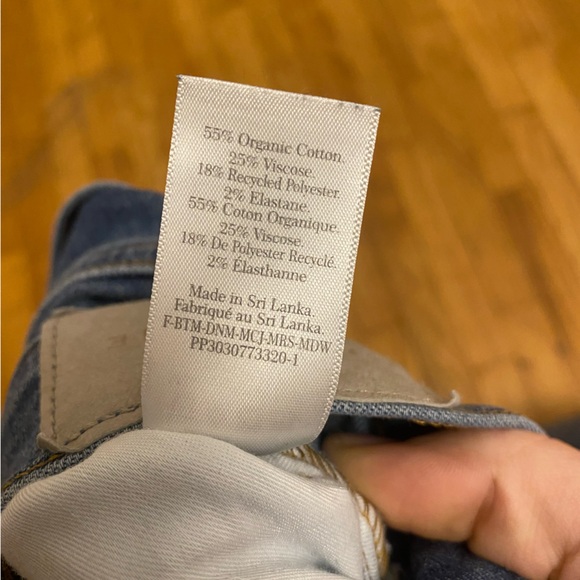 55% Organic Cotton.
25% Viscose.
18% Recycled Polyester.
2% Elastane.
55% Coton Organique.
25% Viscose.
18% De Polyester Recyclé.
2% Élasthanne
Made in Sri Lanka.
Fabriqué au Sri Lanka.
F-BTM-DNM-MCJ-MRS-MDW
PP3030773320-1